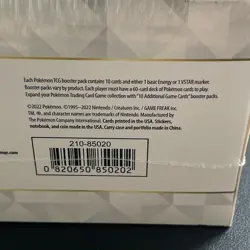 Each Pokémon TCG booster pack contains 10 cards and either 1 basic Energy or 1 VSTAR marker.
Booster packs vary by product. Each player must have a 60-card deck of Pokémon cards to play.
Expand your Pokémon Trading Card Game collection with "10 Additional Game Cards" booster packs.
©2022 Pokémon. ©1995–2022 Nintendo / Creatures Inc. / GAME FREAK inc.
TM, ®, and character names are trademarks of Nintendo. Manufactured by
The Pokémon Company International. Cards printed in the USA. Stickers,
notebook, and coin made in the USA. Carry case and portfolio made in China.
210-85020
0 820650 850202